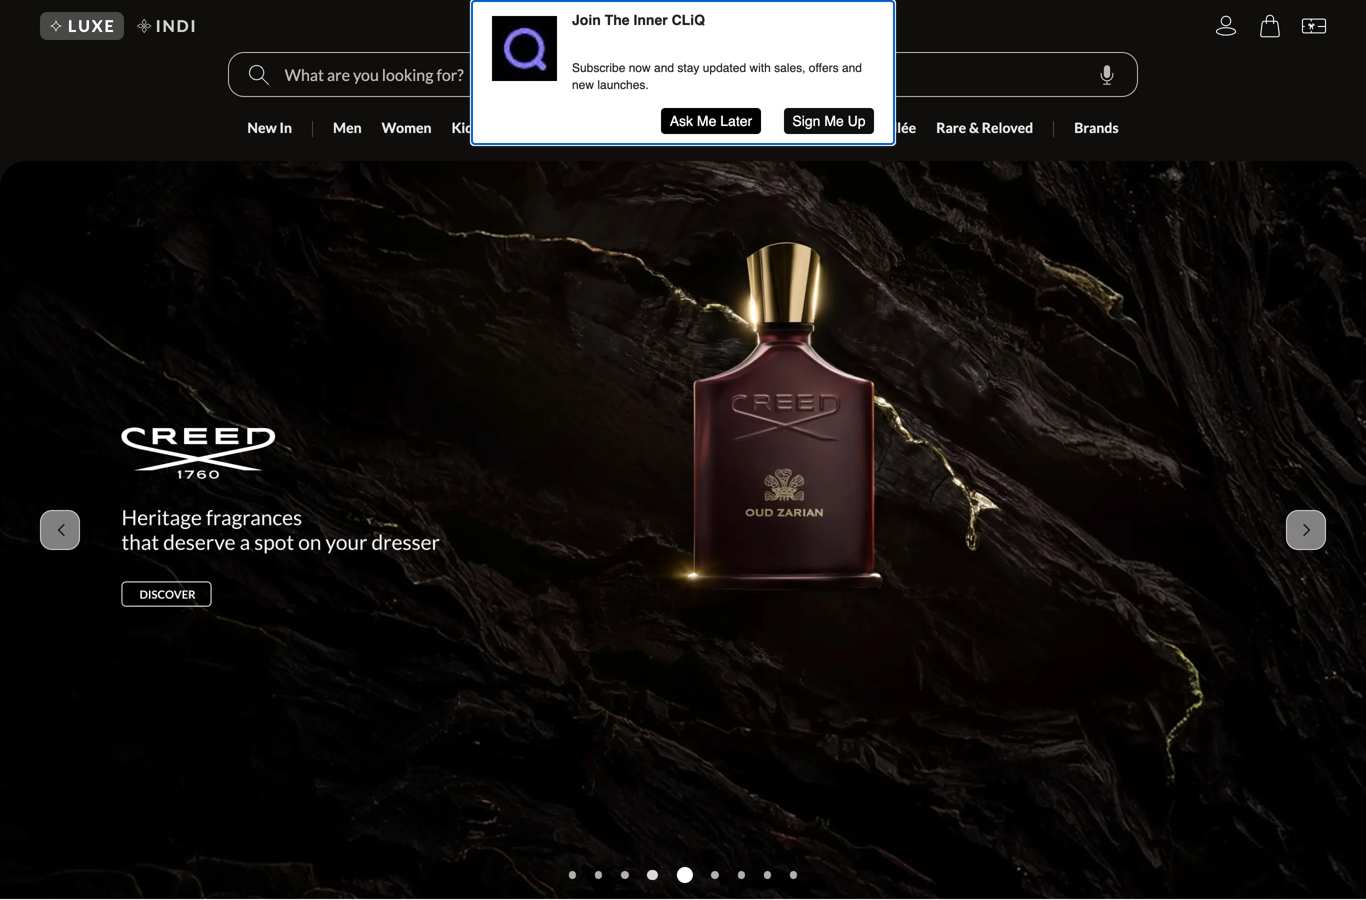 LUXE
INDI
Join The Inner CLiQ
Subscribe now and stay updated with sales, offers and
new launches.
Ask Me Later
Sign Me Up
What are you looking for?
New In
Men
Women
Rare & Reloved
Brands
CREED
1760
Heritage fragrances
that deserve a spot on your dresser
DISCOVER
CREED
OUD ZARIAN